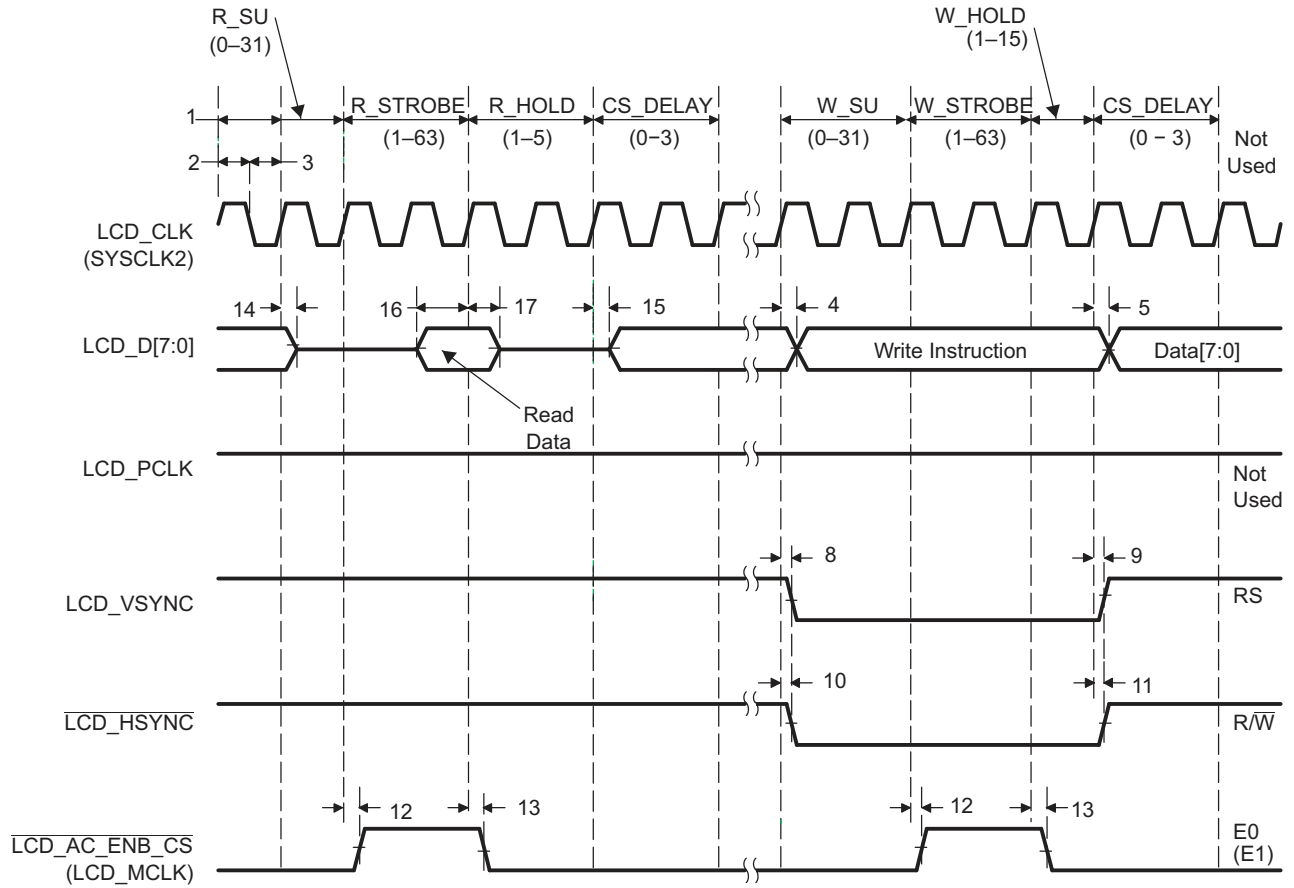 R_SU
(0–31)
W_HOLD
(1–15)
1
R_STROBE
R_HOLD
CS_DELAY
W_SU
W_STROBE
CS_DELAY
(1–63)
(1–5)
(0–3)
(0–31)
(1–63)
(0 – 3)
Not
Used
2
3
LCD_CLK
(SYSCLK2)
14
16
17
15
4
5
LCD_D[7:0]
Write Instruction
Data[7:0]
Read
Data
LCD_PCLK
Not
Used
8
9
LCD_VSYNC
RS
10
11
LCD_HSYNC
R/W
12
13
12
13
LCD_AC_ENB_CS
(LCD_MCLK)
E0
(E1)